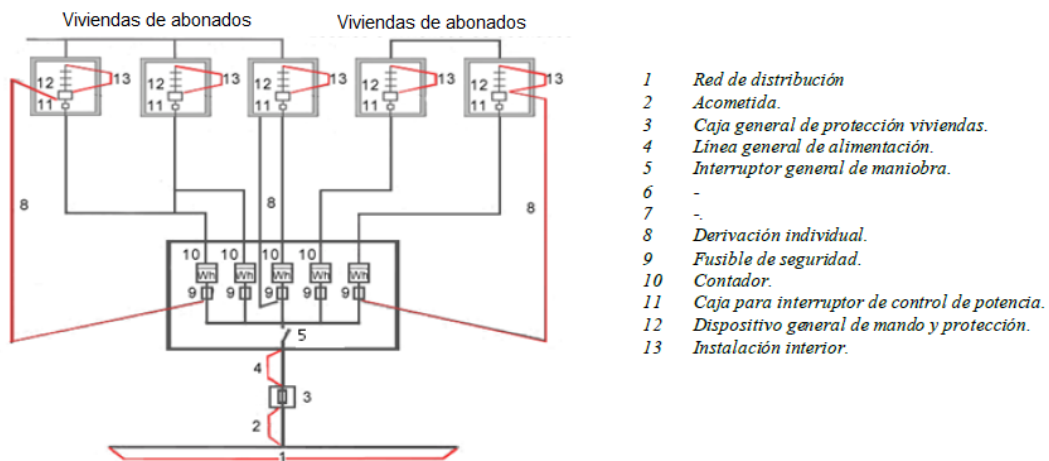 Viviendas de abonados
Viviendas de abonados
12 13 12 13 12 13 12 13 12 13
11 11 11 11 11
8 8 8
10 10 10 10
Wh Wh Wh Wh Wh
9 9 9 9 9
5
4
3
2
1
1 Red de distribución
2 Acometida.
3 Caja general de protección viviendas.
4 Línea general de alimentación.
5 Interruptor general de maniobra.
6 -
7 -.
8 Derivación individual.
9 Fusible de seguridad.
10 Contador.
11 Caja para interruptor de control de potencia.
12 Dispositivo general de mando y protección.
13 Instalación interior.